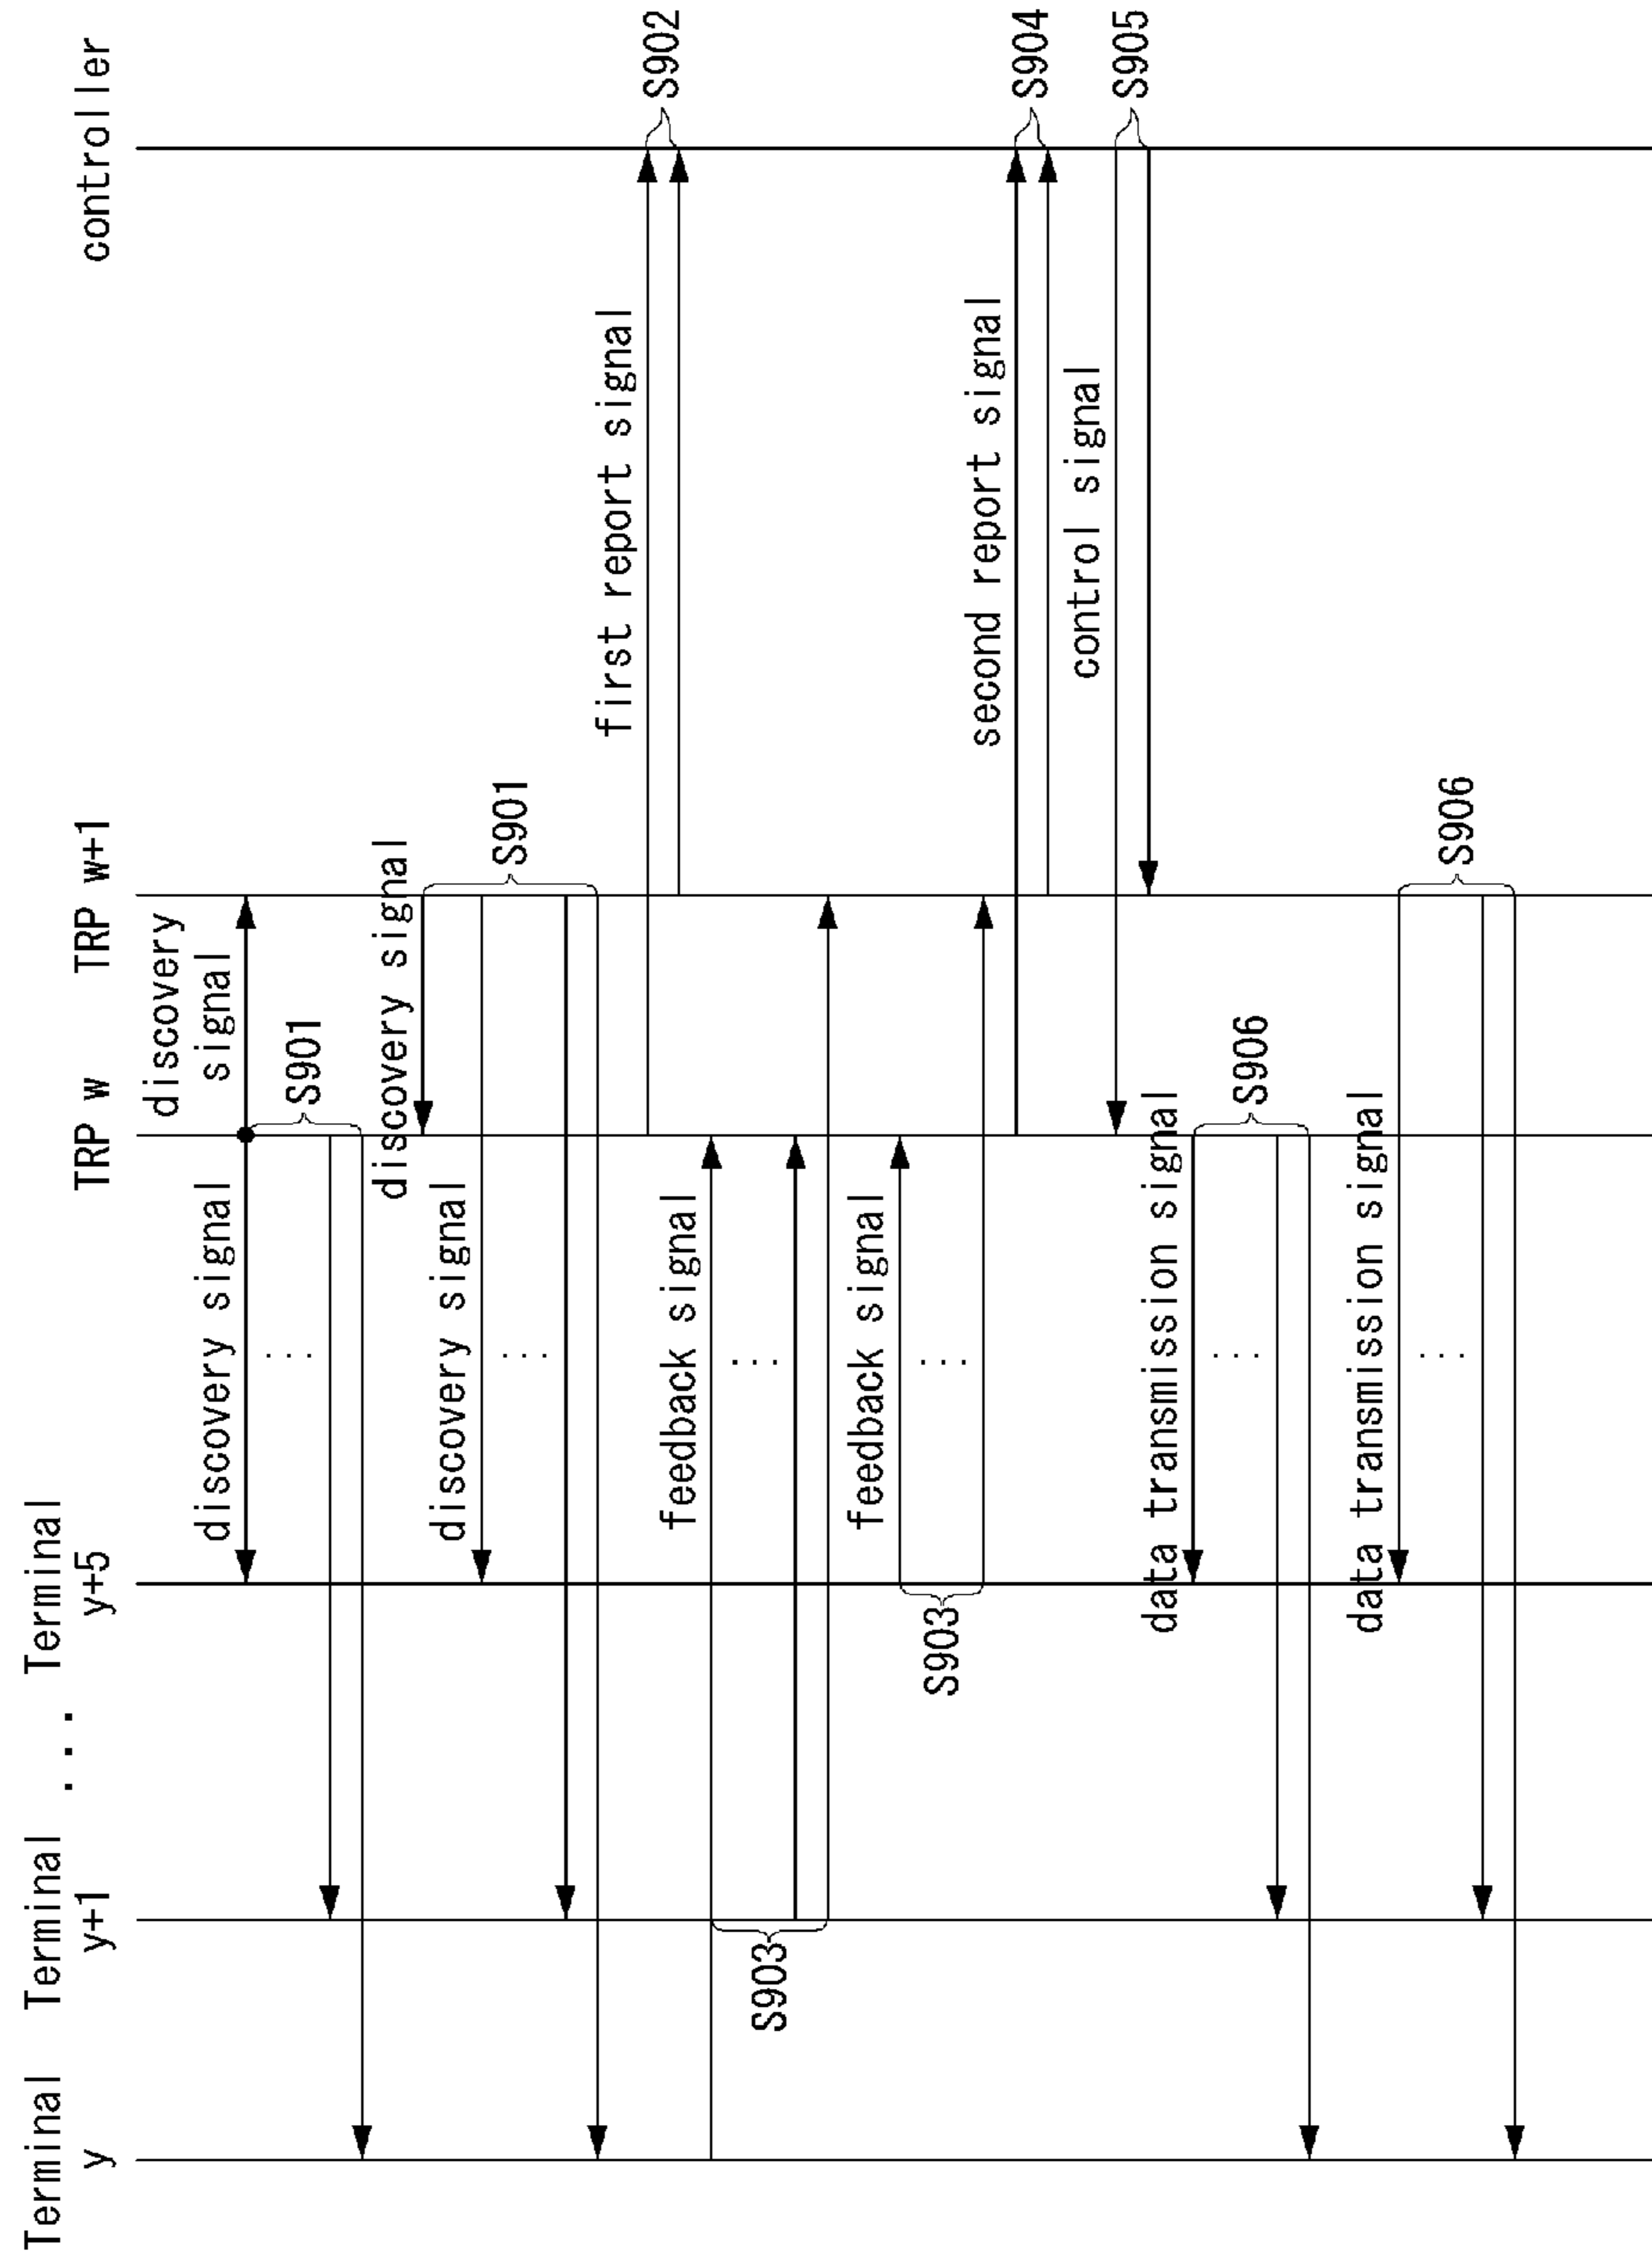 Terminal
y
Terminal
y+1
. . .
Terminal
y+5
TRP w
TRP w+1
controller
discovery
signal
discovery signal
S901
...
discovery signal
discovery signal
S901
...
first report signal
S902
feedback signal
...
S903
feedback signal
...
S903
second report signal
S904
control signal
S905
data transmission signal
S906
...
data transmission signal
S906
...